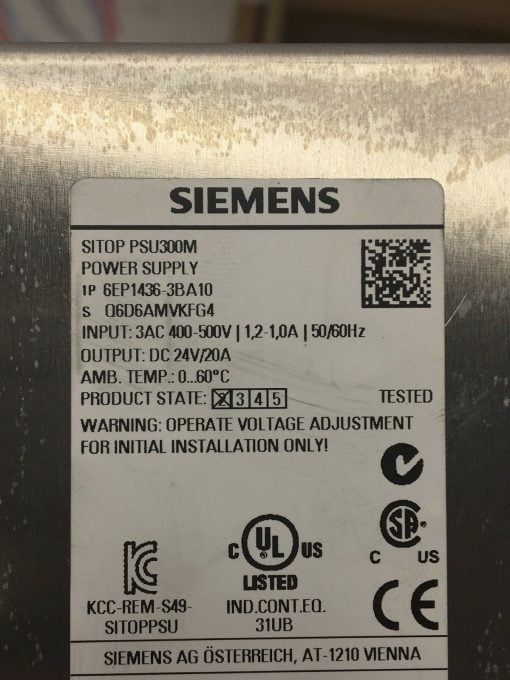 SIEMENS
SITOP PSU300M
POWER SUPPLY
1P 6EP1436-3BA10
S Q6D6AMVKFG4
INPUT: 3AC 400-500V | 1,2-1,0A | 50/60Hz
OUTPUT: DC 24V/20A
AMB. TEMP.: 0...60°C
PRODUCT STATE: 2 3 4 5 TESTED
WARNING: OPERATE VOLTAGE ADJUSTMENT
FOR INITIAL INSTALLATION ONLY!
SA
C US
C UL US
LISTED
IND.CONT.EQ.
31UB
KCC-REM-S49-
SITOPPSU
CE
SIEMENS AG ÖSTERREICH, AT-1210 VIENNA